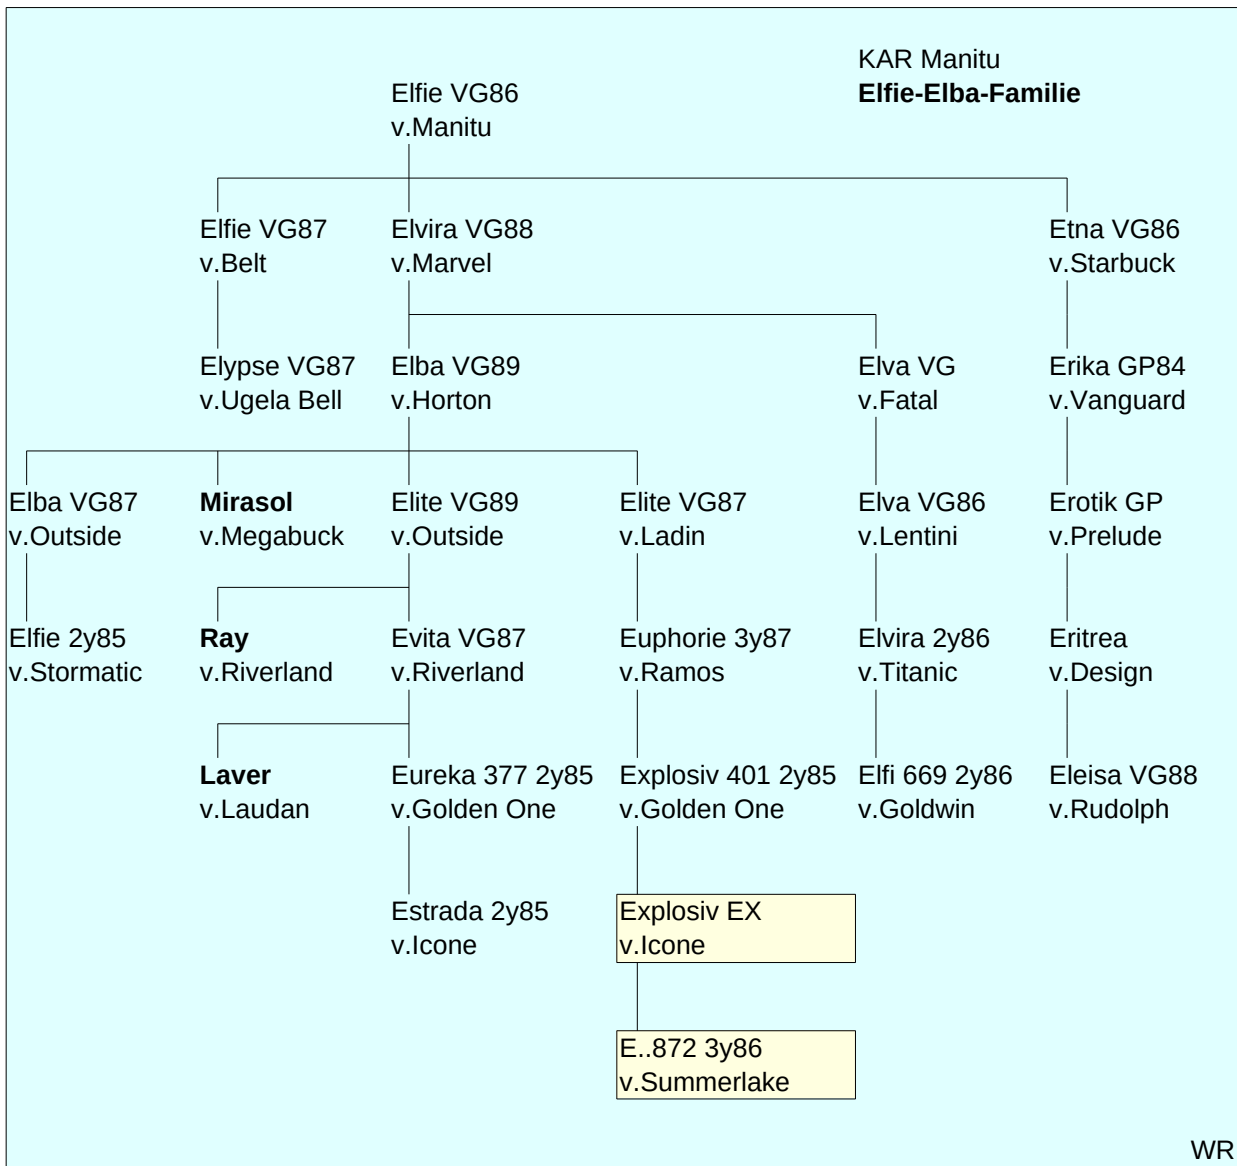 KAR Manitu
Elfie-Elba-Familie
Elfie VG86
v.Manitu
Elfie VG87
v.Belt
Elvira VG88
v.Marvel
Etna VG86
v.Starbuck
Elypse VG87
v.Ugela Bell
Elba VG89
v.Horton
Elva VG
v.Fatal
Erika GP84
v.Vanguard
Elba VG87
v.Outside
Mirasol
v.Megabuck
Elite VG89
v.Outside
Elite VG87
v.Ladin
Elva VG86
v.Lentini
Erotik GP
v.Prelude
Elfie 2y85
v.Stormatic
Ray
v.Riverland
Evita VG87
v.Riverland
Euphorie 3y87
v.Ramos
Elvira 2y86
v.Titanic
Eritrea
v.Design
Laver
v.Laudan
Eureka 377 2y85
v.Golden One
Explosiv 401 2y85
v.Golden One
Elfi 669 2y86
v.Goldwin
Eleisa VG88
v.Rudolph
Estrada 2y85
v.Icone
Explosiv EX
v.Icone
E..872 3y86
v.Summerlake
WR